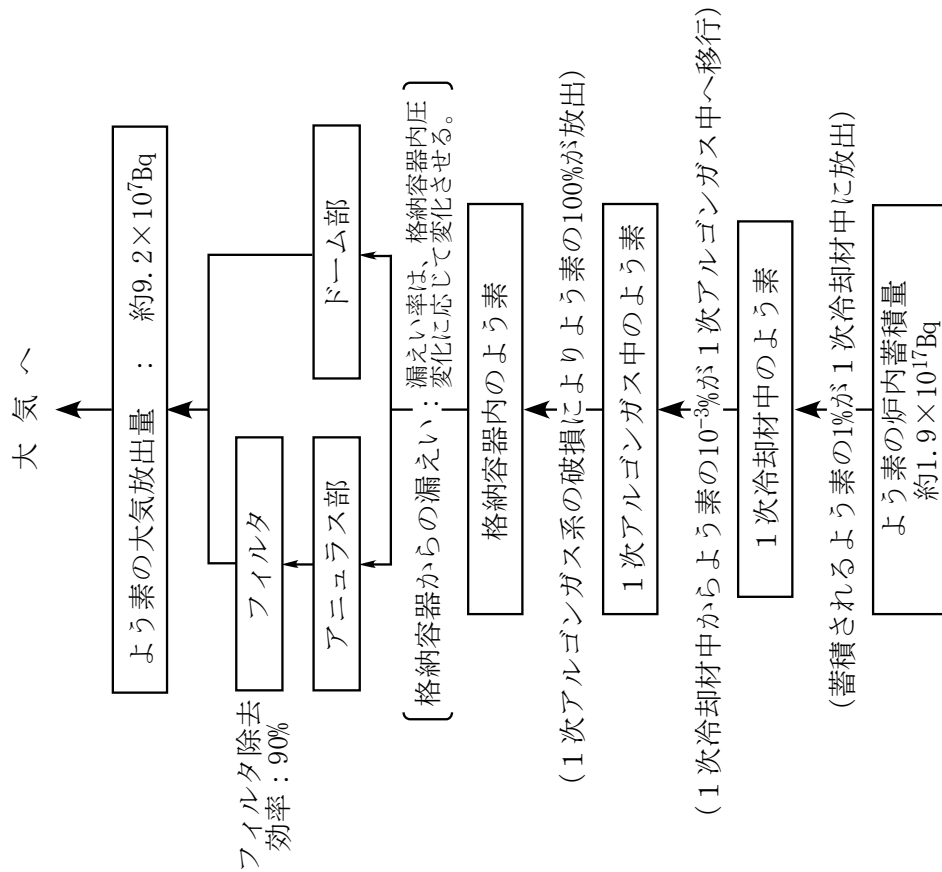 大 気 へ
よう素の大気放出量 : 約9.2×10⁷Bq
フィルタ除去
効率：90%
フィルタ
アニュラス部
ドーム部
格納容器からの漏えい：漏えい率は、格納容器内圧
変化に応じて変化させる。
格納容器内のよう素
(1次アルゴンガス系の破損によりよう素の100%が放出)
1次アルゴンガス中のよう素
(1次冷却材中からよう素の10⁻³%が1次アルゴンガス中へ移行)
1次冷却材中のよう素
(蓄積されるよう素の1%が1次冷却材中に放出)
よう素の炉内蓄積量
約1.9×10¹⁷Bq